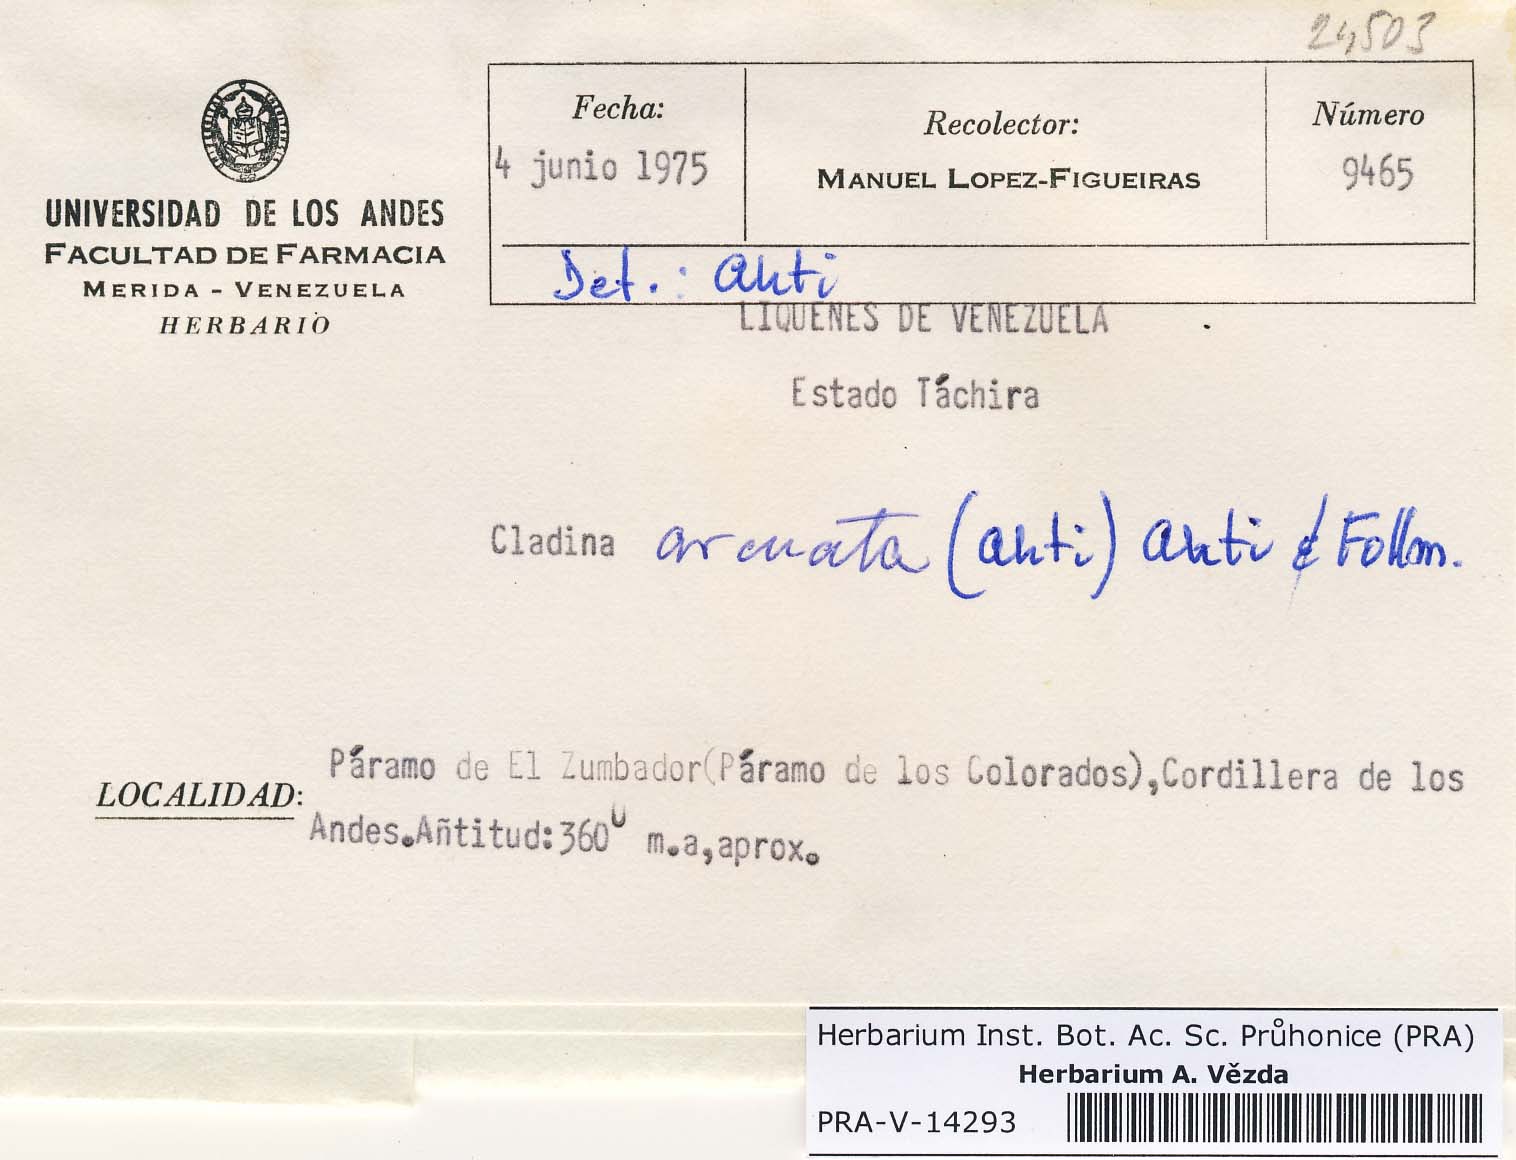 24,503
UNIVERSIDAD DE LOS ANDES
FACULTAD DE FARMACIA
MERIDA - VENEZUELA
HERBARIO
Fecha:
4 junio 1975
Recolector:
MANUEL LOPEZ-FIGUEIRAS
Número
9465
Det.: Ahti
LIQUENES DE VENEZUELA
Estado Táchira
Cladina arcuata (Ahti) Ahti & Follm.
LOCALIDAD: Páramo de El Zumbador(Páramo de los Colorados),Cordillera de los
Andes.Añtitud:3600 m.a,aprox.
Herbarium Inst. Bot. Ac. Sc. Průhonice (PRA)
Herbarium A. Vězda
PRA-V-14293